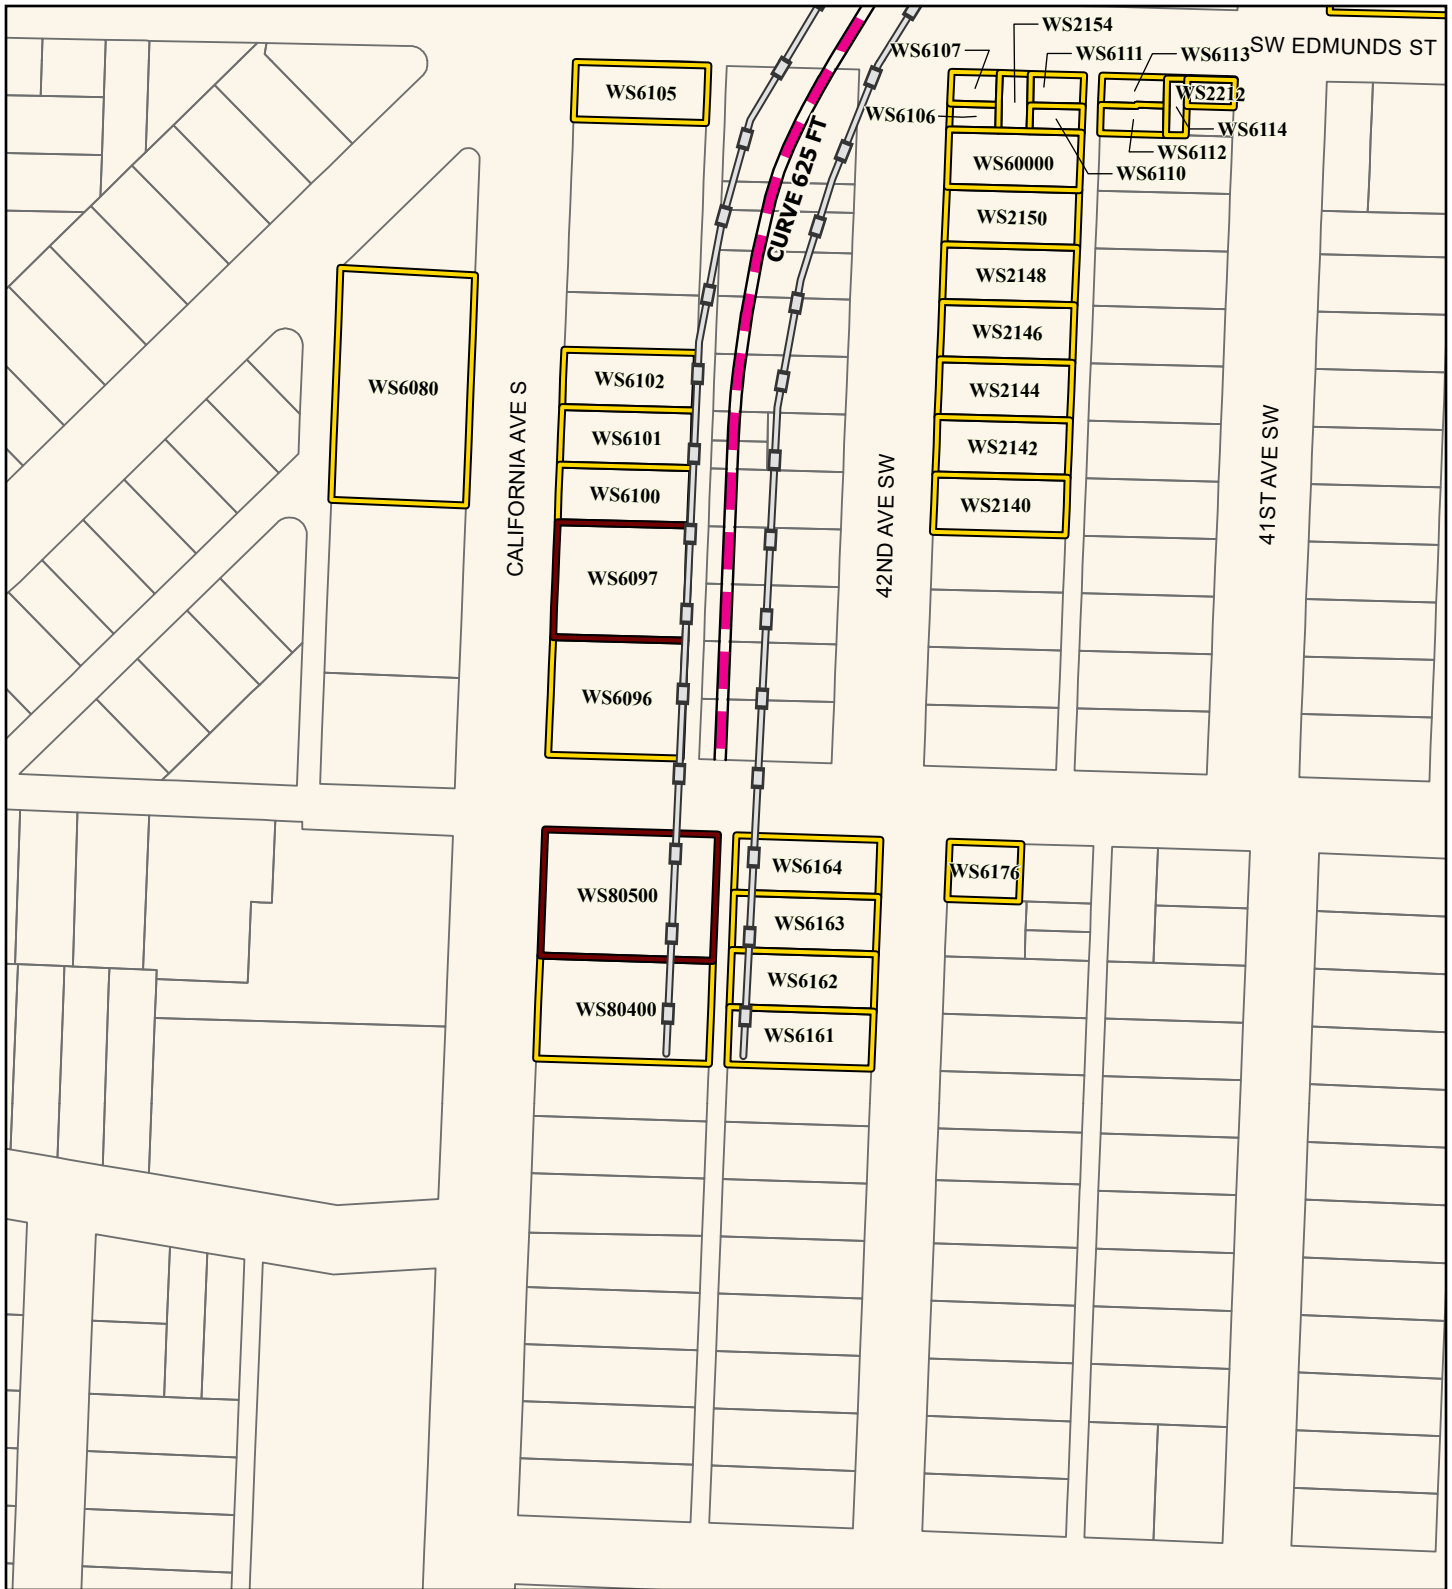 WS2154
SW EDMUNDS ST
WS6107
WS6111
WS6113
WS6105
WS2212
WS6106
WS6114
CURVE 625 FT
WS6112
WS60000
WS6110
WS2150
WS2148
WS2146
WS6080
WS6102
WS2144
CALIFORNIA AVE S
WS6101
WS2142
42ND AVE SW
41ST AVE SW
WS6100
WS2140
WS6097
WS6096
WS6164
WS6176
WS80500
WS6163
WS6162
WS80400
WS6161